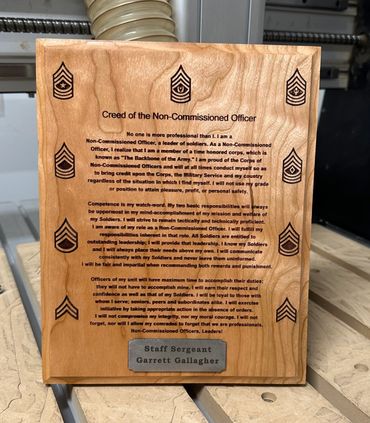 Creed of the Non-Commissioned Officer
No one is more professional than I. I am a
Non-Commissioned Officer, a leader of soldiers. As a Non-Commissioned
Officer, I realize that I am a member of a time honored corps, which is
known as "The Backbone of the Army." I am proud of the Corps of
Non-Commissioned Officers and will at all times conduct myself so as
to bring credit upon the Corps, the Military Service and my country
regardless of the situation in which I find myself. I will not use my grade
or position to attain pleasure, profit, or personal safety.
Competence is my watch-word. My two basic responsibilities will always
be uppermost in my mind-accomplishment of my mission and welfare of
my Soldiers. I will strive to remain technically and technically proficient.
I am aware of my role as a Non-Commissioned Officer. I will fulfill my
responsibilities inherent in that role. All Soldiers are entitled to
outstanding leadership; I will provide that leadership. I know my Soldiers
and I will always place their needs above my own. I will communicate
consistently with my Soldiers and never leave them uninformed.
I will be fair and impartial when recommending both rewards and punishment.
Officers of my unit will have maximum time to accomplish their duties;
they will not have to accomplish mine. I will earn their respect and
confidence as well as that of my Soldiers. I will be loyal to those with
whom I serve; seniors, peers and subordinates alike. I will exercise
initiative by taking appropriate action in the absence of orders.
I will not compromise my integrity, nor my moral courage. I will not
forget, nor will I allow my comrades to forget that we are professionals,
Non-Commissioned Officers, Leaders!
Staff Sergeant
Garrett Gallagher